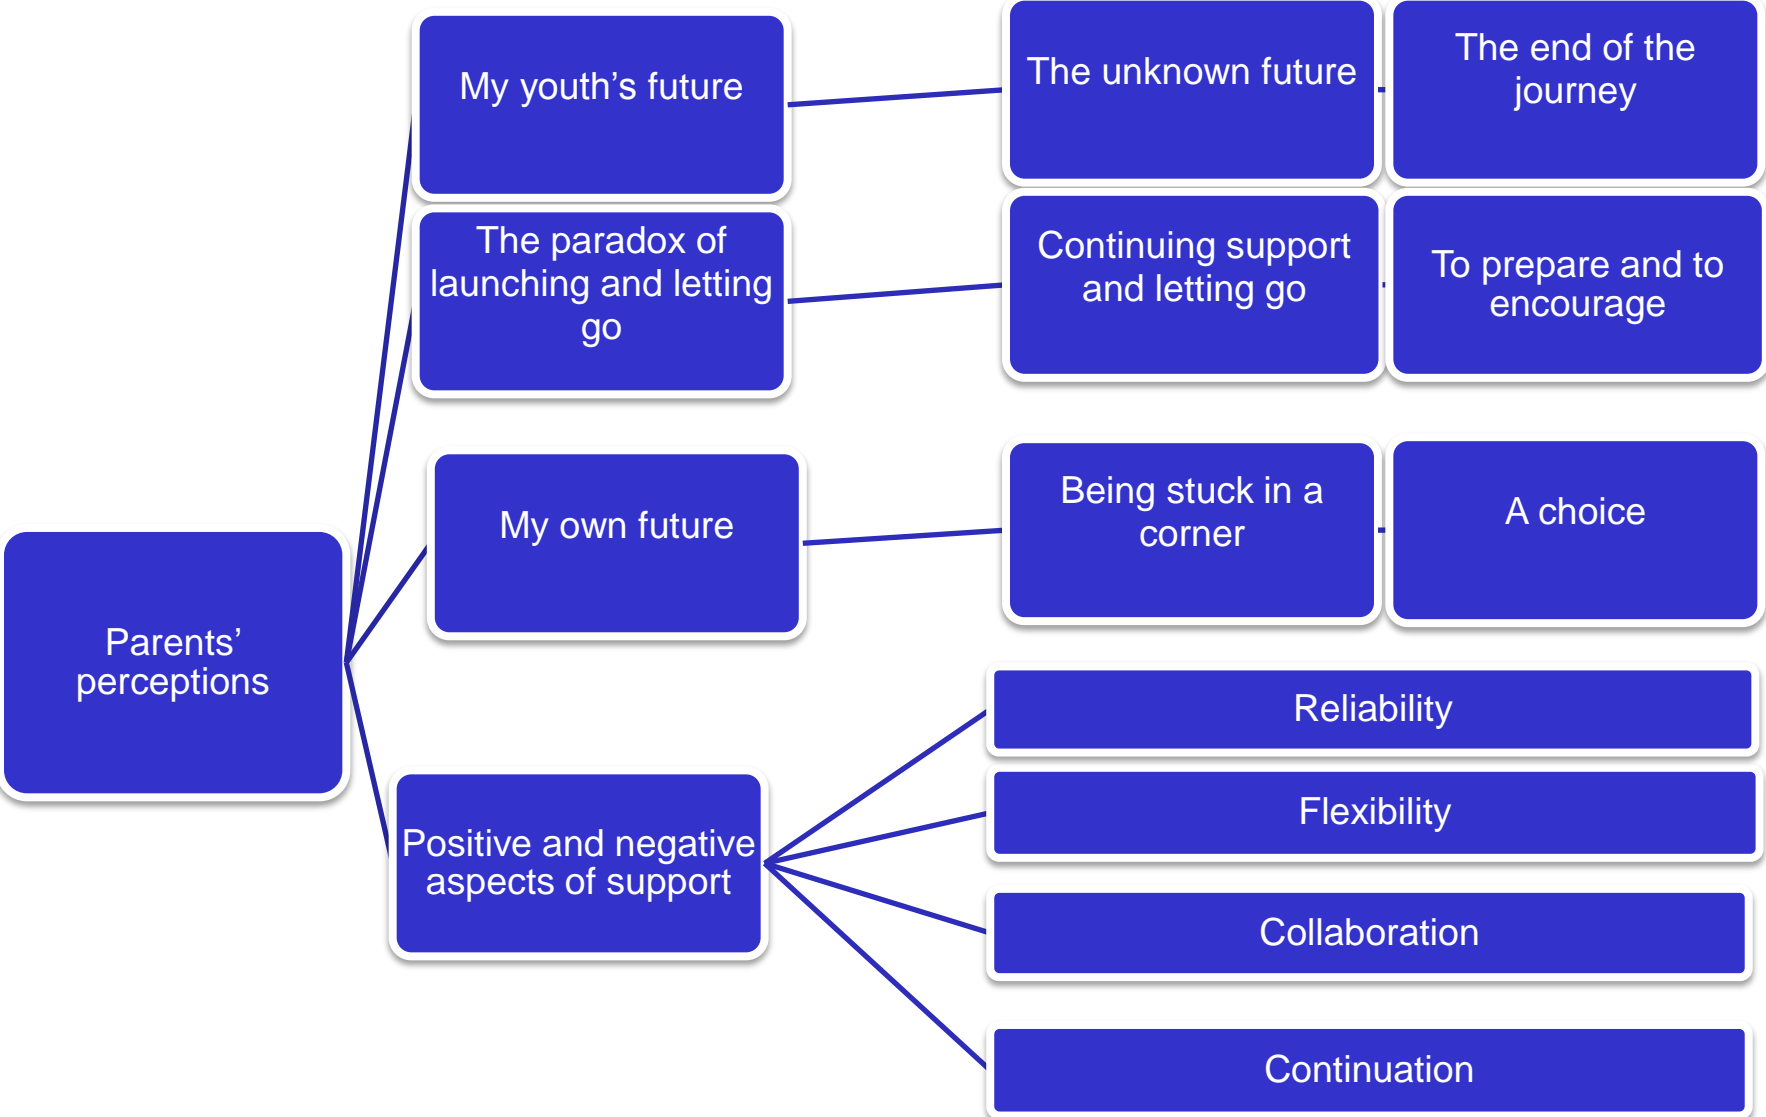 My youth’s future
The unknown future
The end of the
journey
The paradox of
launching and letting
go
Continuing support
and letting go
To prepare and to
encourage
My own future
Being stuck in a
corner
A choice
Parents’
perceptions
Positive and negative
aspects of support
Reliability
Flexibility
Collaboration
Continuation